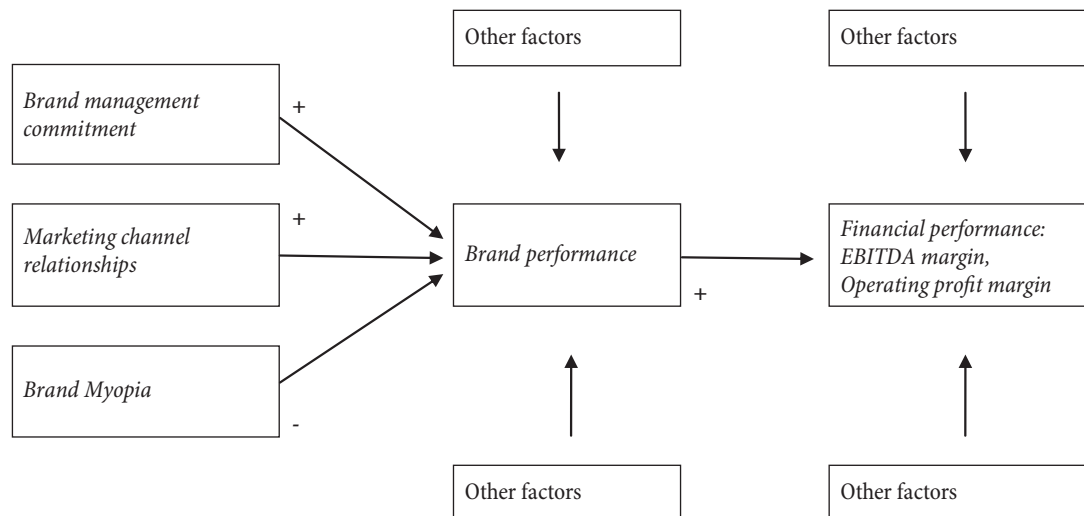 Other factors
Other factors
Brand management
commitment
+
Marketing channel
relationships
+
Brand performance
+
Financial performance:
EBITDA margin,
Operating profit margin
Brand Myopia
-
Other factors
Other factors